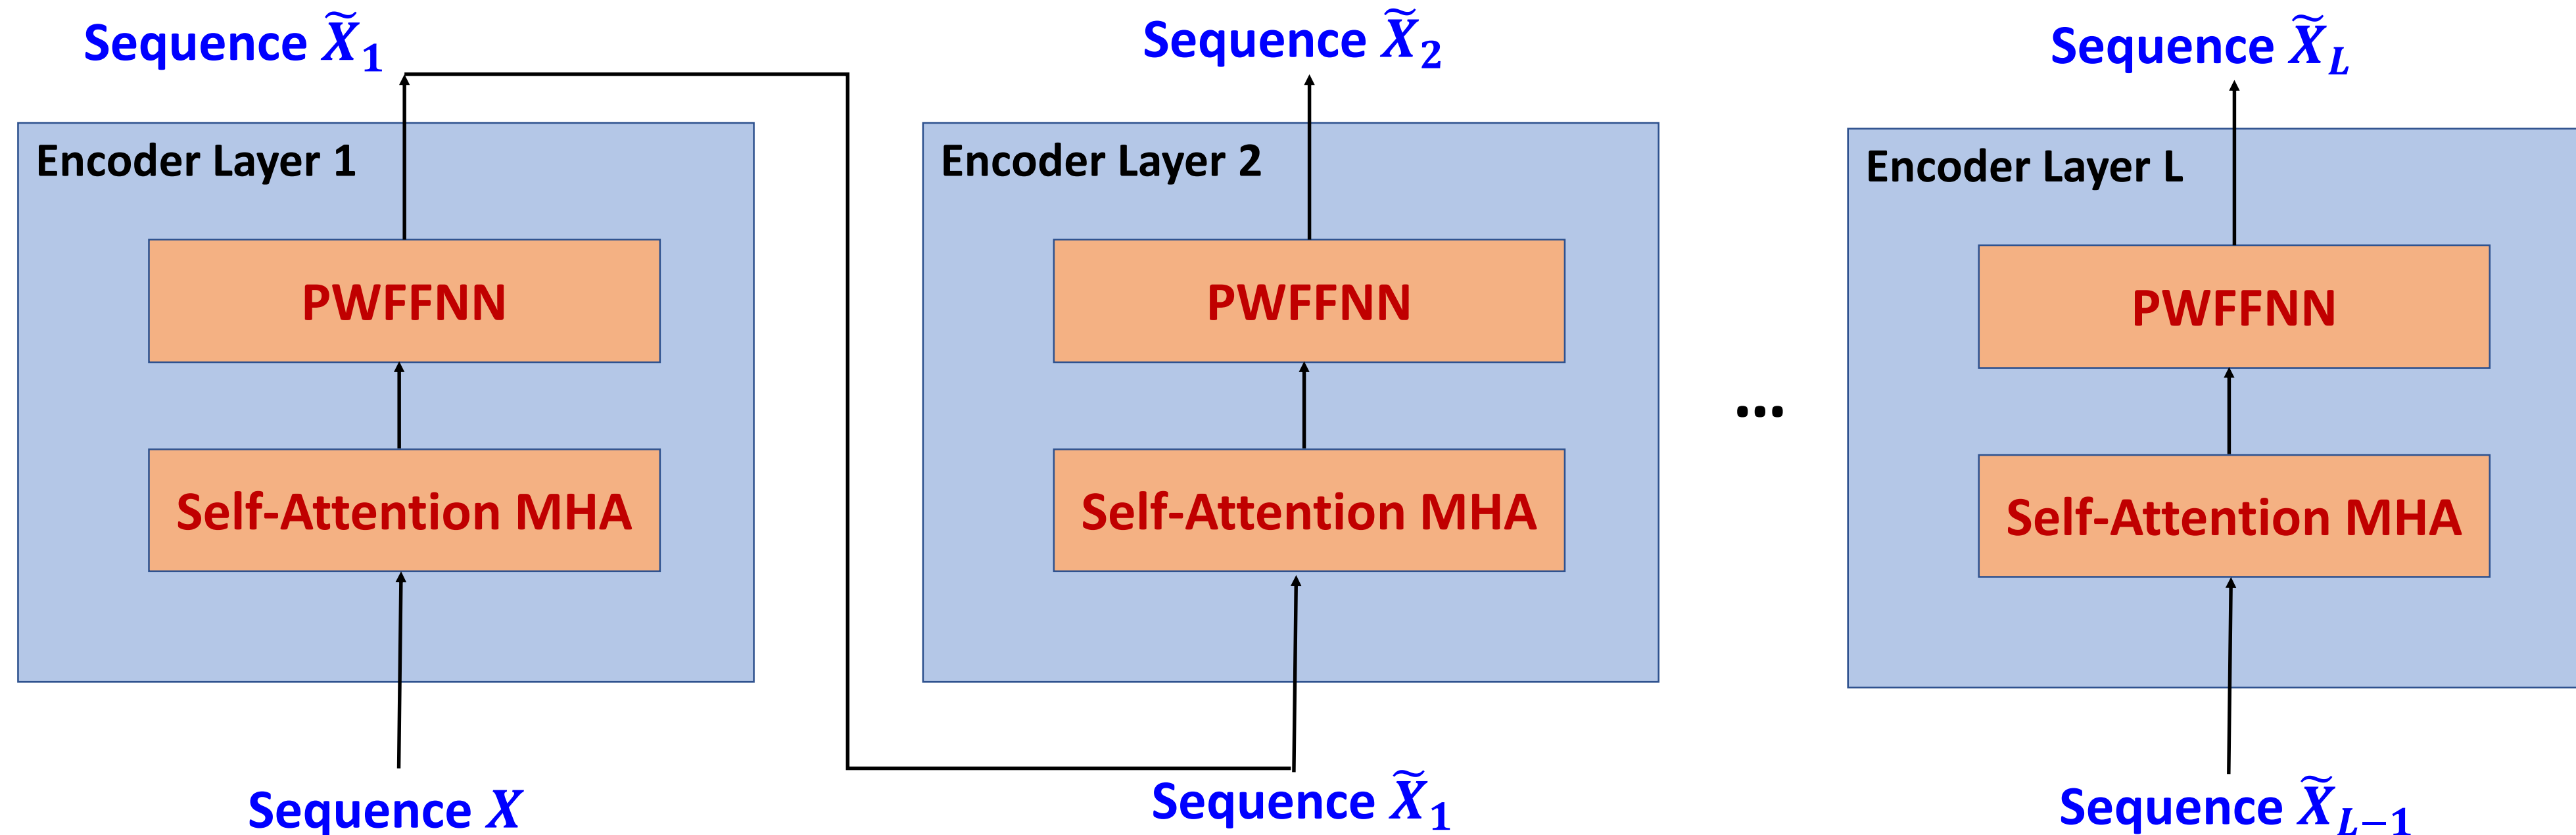 Sequence X̃₁
Encoder Layer 1
PWFFNN
Self-Attention MHA
Sequence X
Sequence X̃₂
Encoder Layer 2
PWFFNN
Self-Attention MHA
Sequence X̃₁
...
Sequence X̃_L
Encoder Layer L
PWFFNN
Self-Attention MHA
Sequence X̃_{L−1}